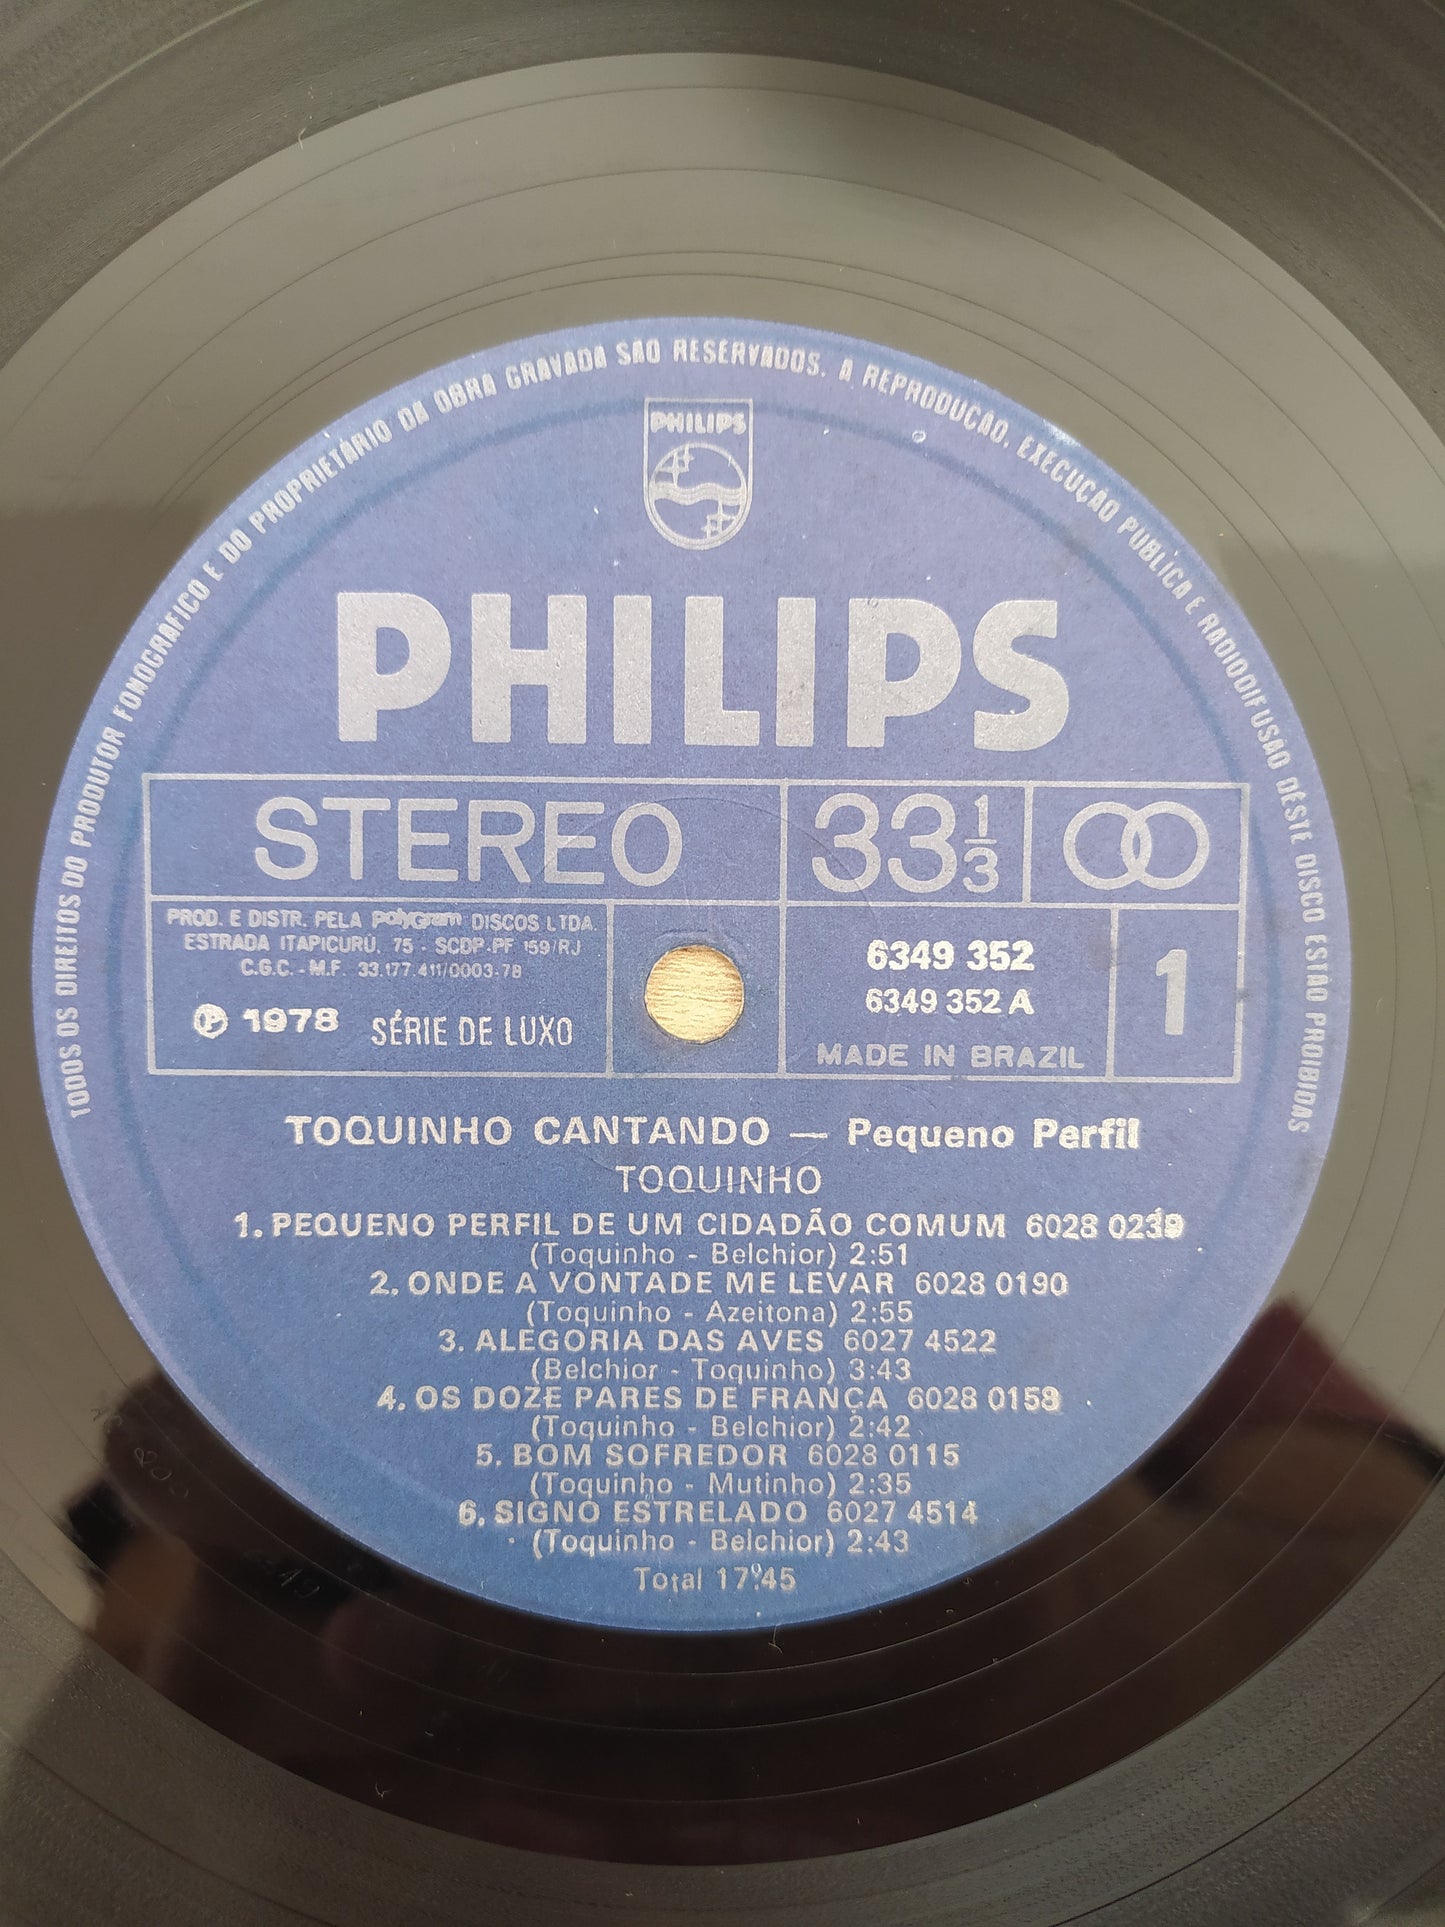 TODOS OS DIREITOS DO PRODUTOR FONOGRÁFICO E DO PROPRIETÁRIO DA OBRA GRAVADA SÃO RESERVADOS. A REPRODUÇÃO, EXECUÇÃO PÚBLICA E RADIODIFUSÃO DÊSTE DISCO ESTÃO PROIBIDAS
PHILIPS
PHILIPS
STEREO 33 1/3
PROD. E DISTR. PELA PolyGram DISCOS LTDA.
ESTRADA ITAPICURU, 75 - SCDP-PF 159/RJ
C.G.C. - M.F. 33.177.411/0003-78
Ⓟ 1978 SÉRIE DE LUXO
6349 352
6349 352 A
MADE IN BRAZIL
1
TOQUINHO CANTANDO — Pequeno Perfil
TOQUINHO
1. PEQUENO PERFIL DE UM CIDADÃO COMUM 6028 0239
(Toquinho - Belchior) 2:51
2. ONDE A VONTADE ME LEVAR 6028 0190
(Toquinho - Azeitona) 2:55
3. ALEGORIA DAS AVES 6027 4522
(Belchior - Toquinho) 3:43
4. OS DOZE PARES DE FRANÇA 6028 0158
(Toquinho - Belchior) 2:42
5. BOM SOFREDOR 6028 0115
(Toquinho - Mutinho) 2:35
6. SIGNO ESTRELADO 6027 4514
(Toquinho - Belchior) 2:43
Total 17:45